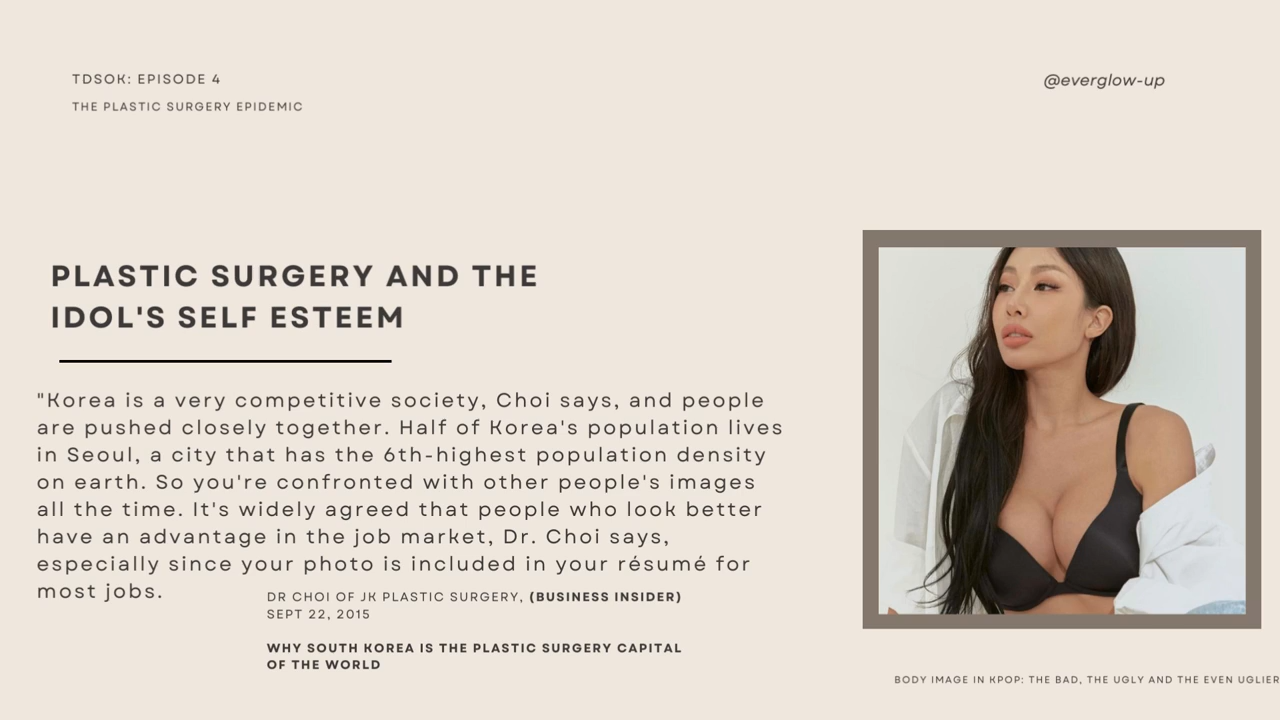 TDSOK: EPISODE 4
THE PLASTIC SURGERY EPIDEMIC
@everglow-up
PLASTIC SURGERY AND THE
IDOL'S SELF ESTEEM
"Korea is a very competitive society, Choi says, and people
are pushed closely together. Half of Korea's population lives
in Seoul, a city that has the 6th-highest population density
on earth. So you're confronted with other people's images
all the time. It's widely agreed that people who look better
have an advantage in the job market, Dr. Choi says,
especially since your photo is included in your résumé for
most jobs.
DR CHOI OF JK PLASTIC SURGERY, (BUSINESS INSIDER)
SEPT 22, 2015
WHY SOUTH KOREA IS THE PLASTIC SURGERY CAPITAL
OF THE WORLD
BODY IMAGE IN KPOP: THE BAD, THE UGLY AND THE EVEN UGLIER